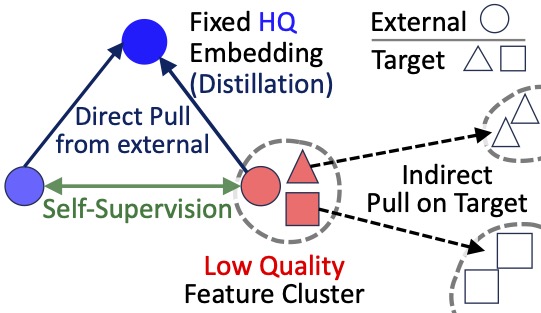 Fixed HQ
Embedding
(Distillation)
External
Target
Direct Pull
from external
Self-Supervision
Indirect
Pull on Target
Low Quality
Feature Cluster